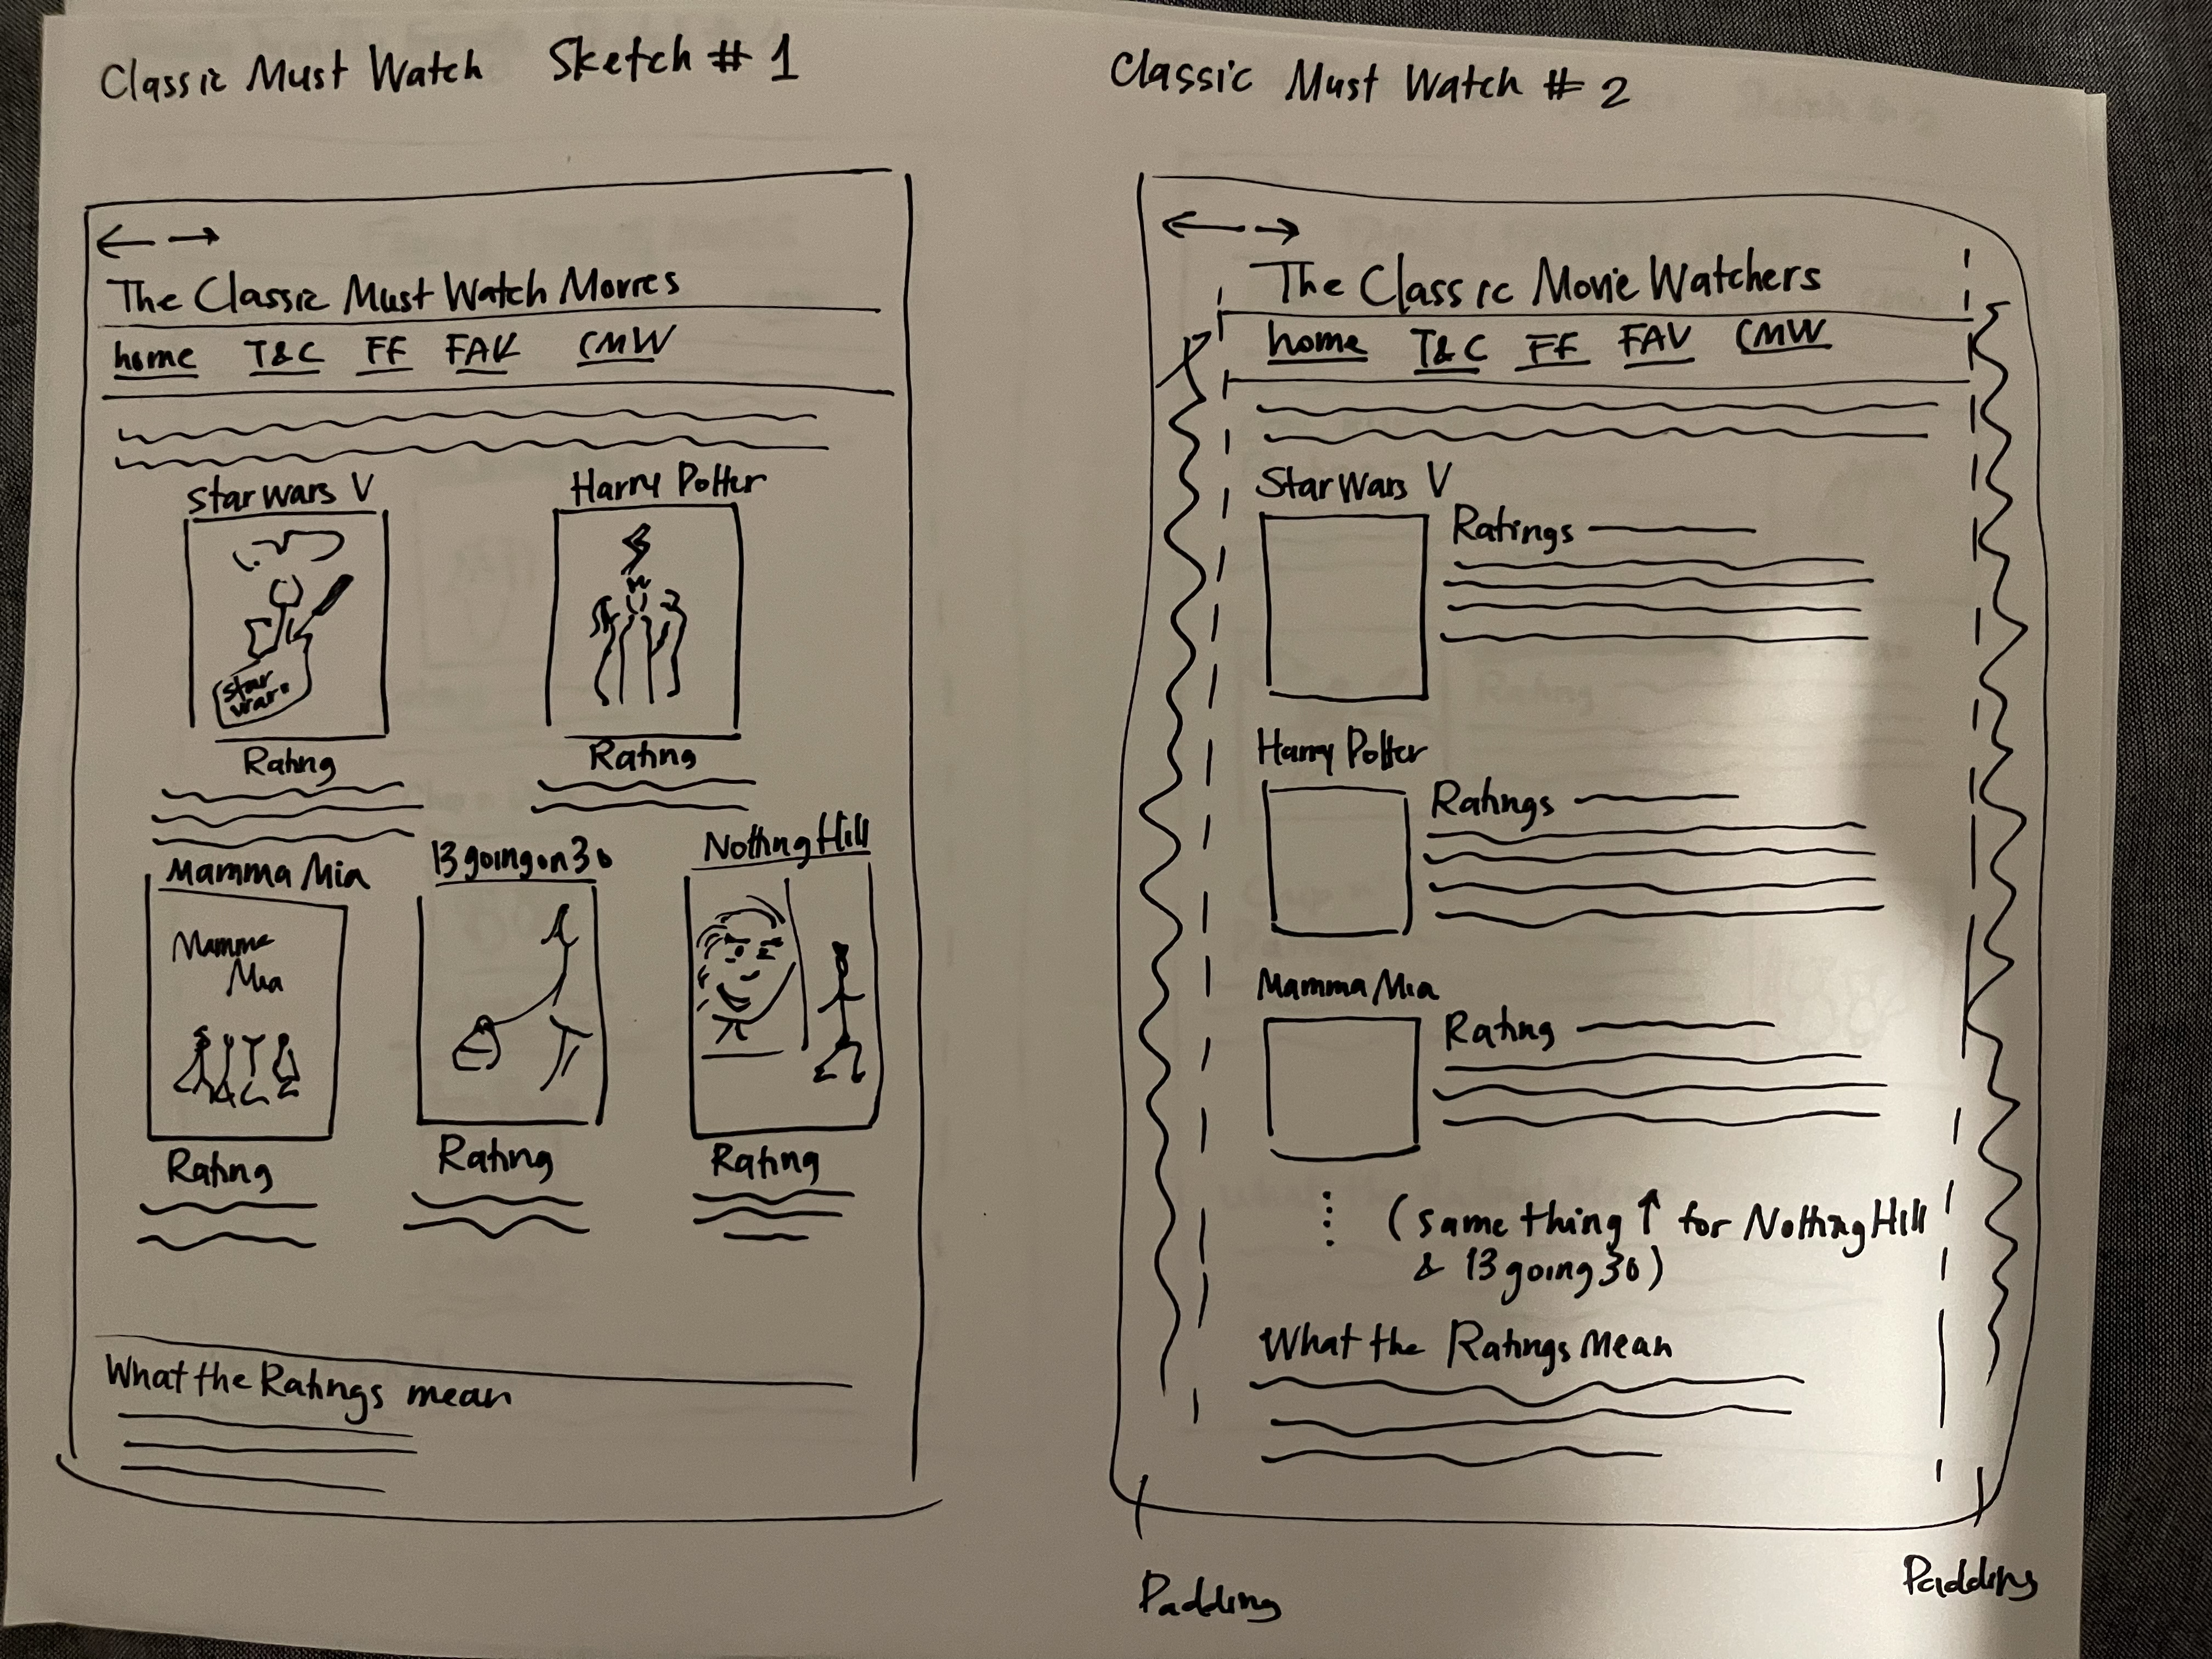 Classic Must Watch Sketch # 1
The Classic Must Watch Movies
home T&C FF FAV CMW
Star Wars V Harry Potter
Star
Wars
Rating Rating
Mamma Mia 13 going on 30 Notting Hill
Mamma
Mia
Rating Rating Rating
What the Ratings mean
Classic Must Watch # 2
The Classic Movie Watchers
home T&C FF FAV CMW
Star Wars V
Ratings
Harry Potter
Ratings
Mamma Mia
Rating
(same thing ↑ for Notting Hill
& 13 going 30)
What the Ratings Mean
Padding Padding